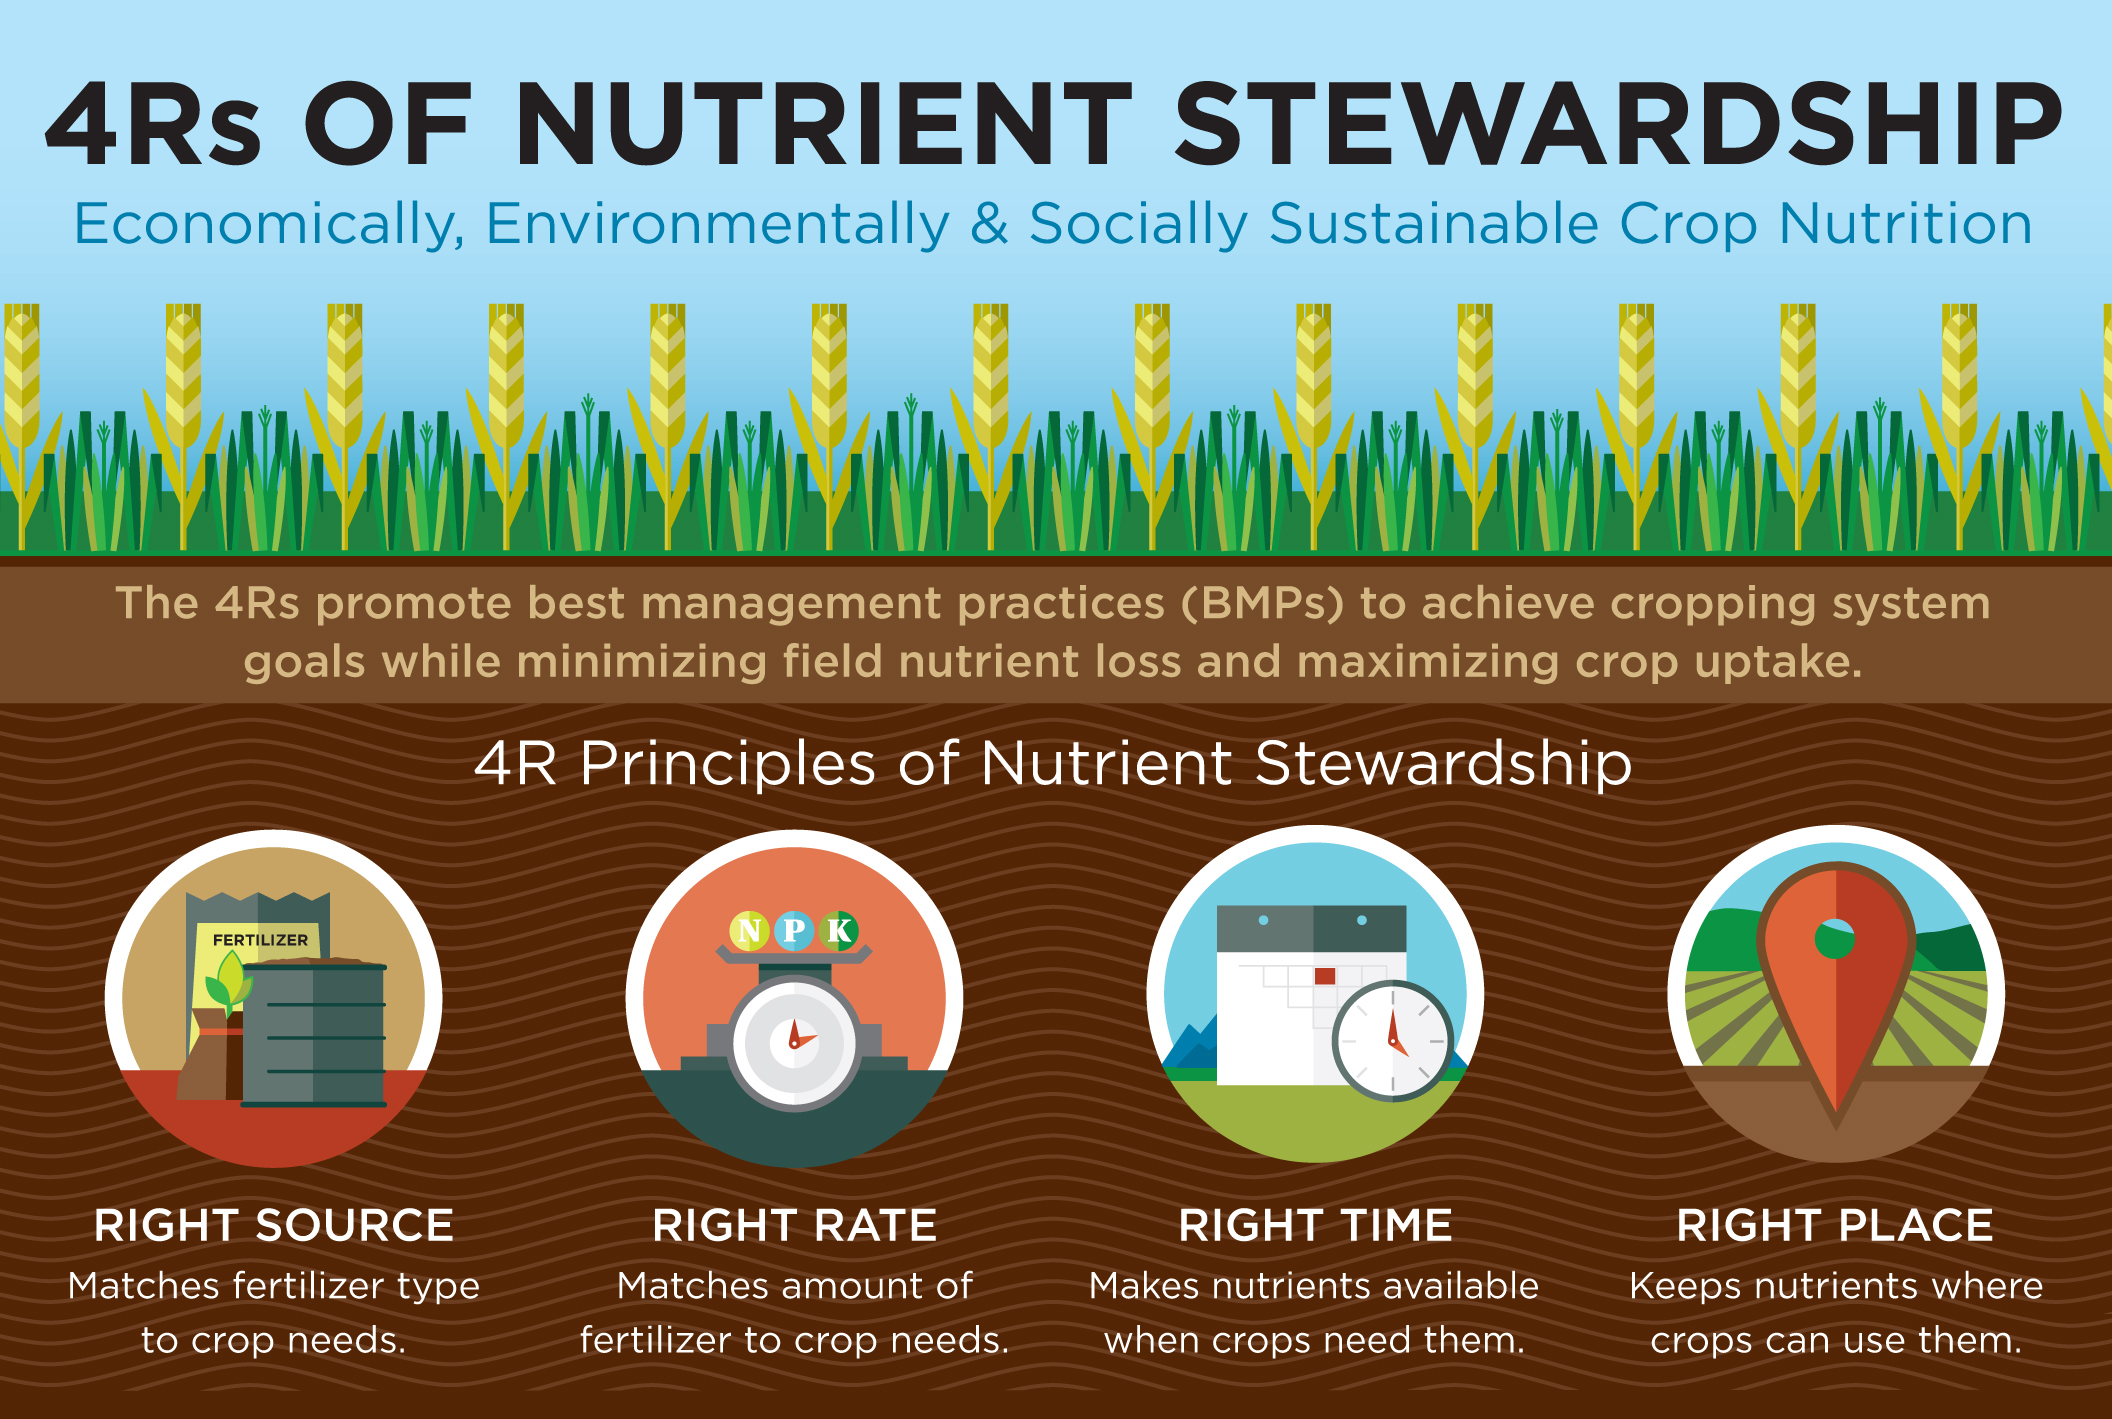 4Rs OF NUTRIENT STEWARDSHIP
Economically, Environmentally & Socially Sustainable Crop Nutrition
The 4Rs promote best management practices (BMPs) to achieve cropping system
goals while minimizing field nutrient loss and maximizing crop uptake.
4R Principles of Nutrient Stewardship
FERTILIZER
N P K
RIGHT SOURCE
Matches fertilizer type
to crop needs.
RIGHT RATE
Matches amount of
fertilizer to crop needs.
RIGHT TIME
Makes nutrients available
when crops need them.
RIGHT PLACE
Keeps nutrients where
crops can use them.